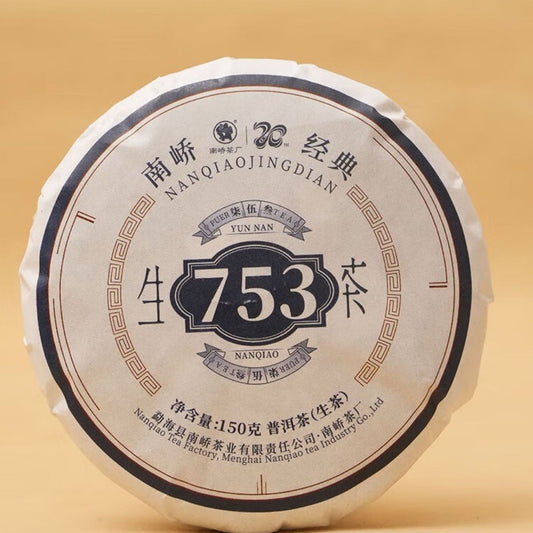 南峤 南峤茶厂 20 TM 经典
NANQIAOJINGDIAN
PUER 柒 伍 叁 TEA
YUN NAN
生 753 茶
NANQIAO
PUER 柒 伍 叁 TEA
净含量:150克 普洱茶(生茶)
勐海县南峤茶业有限责任公司·南峤茶厂
Nanqiao Tea Factory, Menghai Nanqiao tea Industry Co.,Ltd